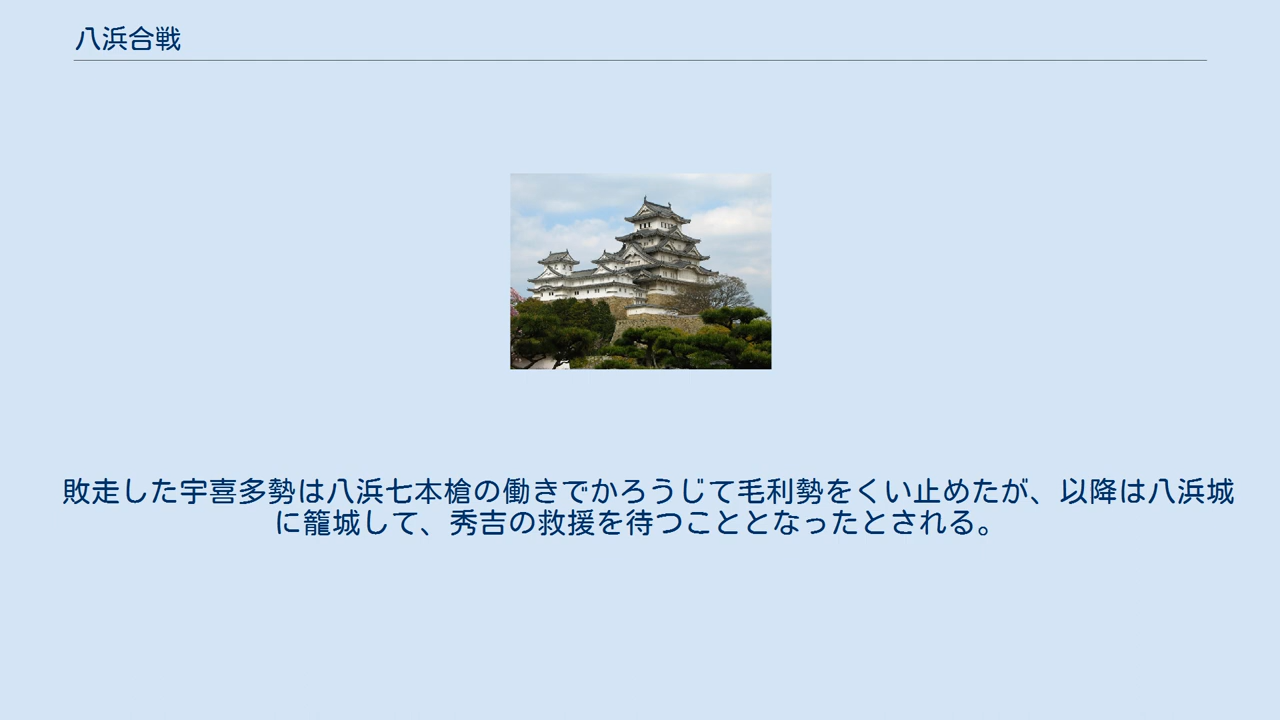 八浜合戦
敗走した宇喜多勢は八浜七本槍の働きでかろうじて毛利勢をくい止めたが、以降は八浜城
に籠城して、秀吉の救援を待つこととなったとされる。